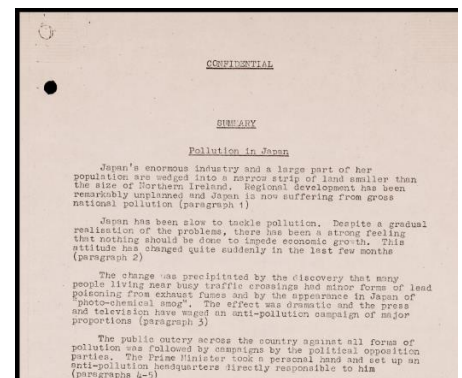 CONFIDENTIAL
SUMMARY
Pollution in Japan
Japan's enormous industry and a large part of her
population are wedged into a narrow strip of land smaller than
the size of Northern Ireland. Regional development has been
remarkably unplanned and Japan is now suffering from gross
national pollution (paragraph 1)
Japan has been slow to tackle pollution. Despite a gradual
realisation of the problems, there has been a strong feeling
that nothing should be done to impede economic growth. This
attitude has changed quite suddenly in the last few months
(paragraph 2)
The change was precipitated by the discovery that many
people living near busy traffic crossings had minor forms of lead
poisoning from exhaust fumes and by the appearance in Japan of
"photo-chemical smog". The effect was dramatic and the press
and television have waged an anti-pollution campaign of major
proportions (paragraph 3)
The public outcry across the country against all forms of
pollution was followed by campaigns by the political opposition
parties. The Prime Minister took a personal hand and set up an
anti-pollution headquarters directly responsible to him
(paragraphs 4-5)